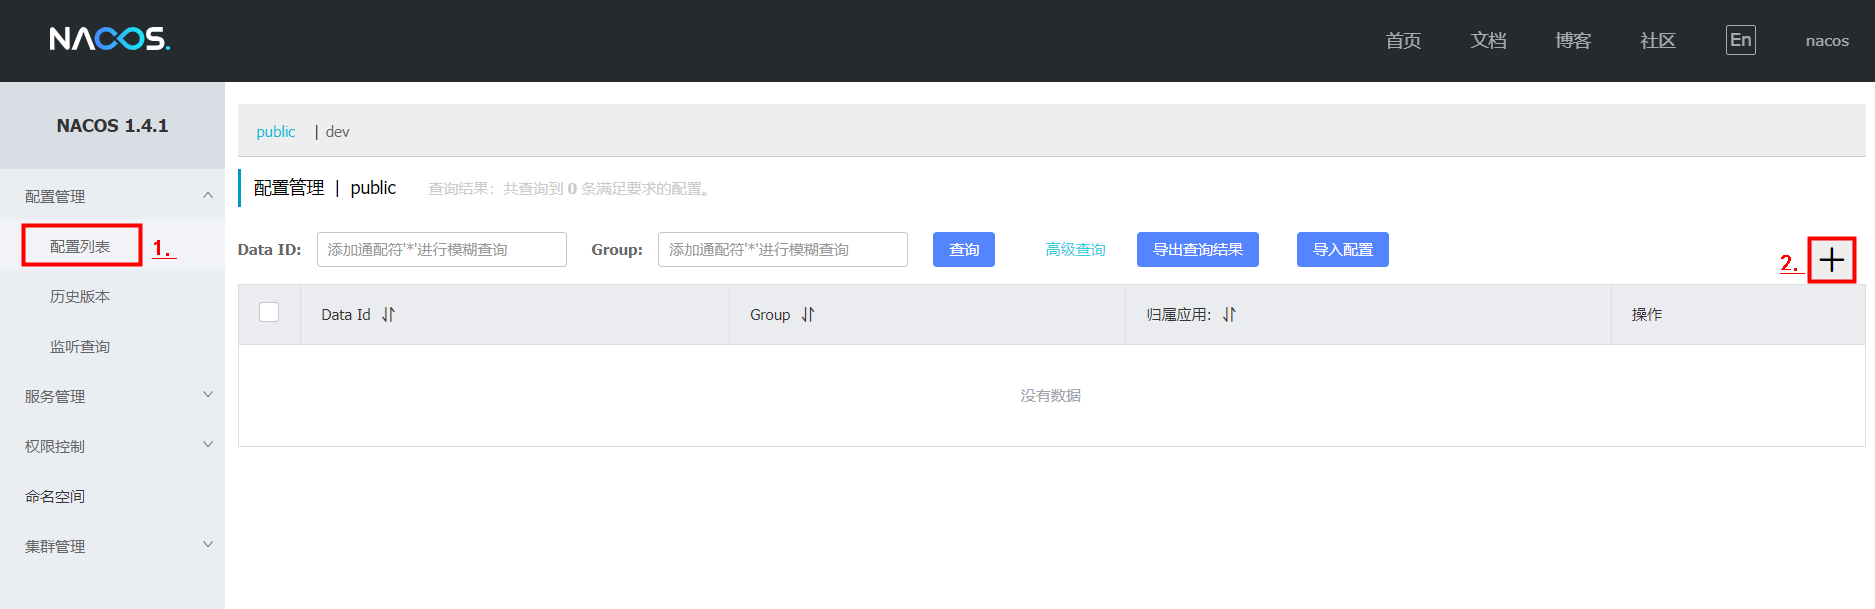 NACOS.
首页 文档 博客 社区 En nacos
NACOS 1.4.1
配置管理
配置列表 1.
历史版本
监听查询
服务管理
权限控制
命名空间
集群管理
public | dev
配置管理 | public 查询结果：共查询到 0 条满足要求的配置。
Data ID: 添加通配符'*'进行模糊查询 Group: 添加通配符'*'进行模糊查询 查询 高级查询 导出查询结果 导入配置 2. +
Data Id Group 归属应用: 操作
没有数据